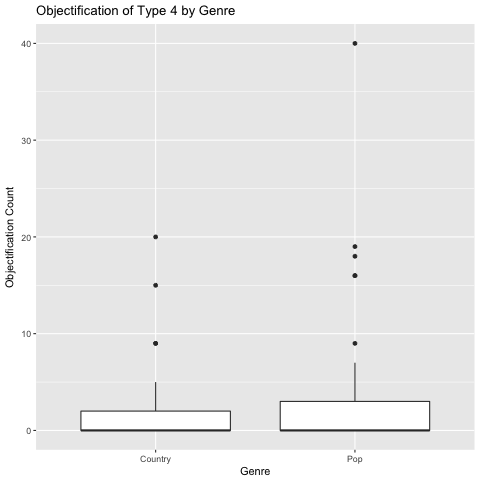 Objectification of Type 4 by Genre
Objectification Count
40
30
20
10
0
Country
Pop
Genre